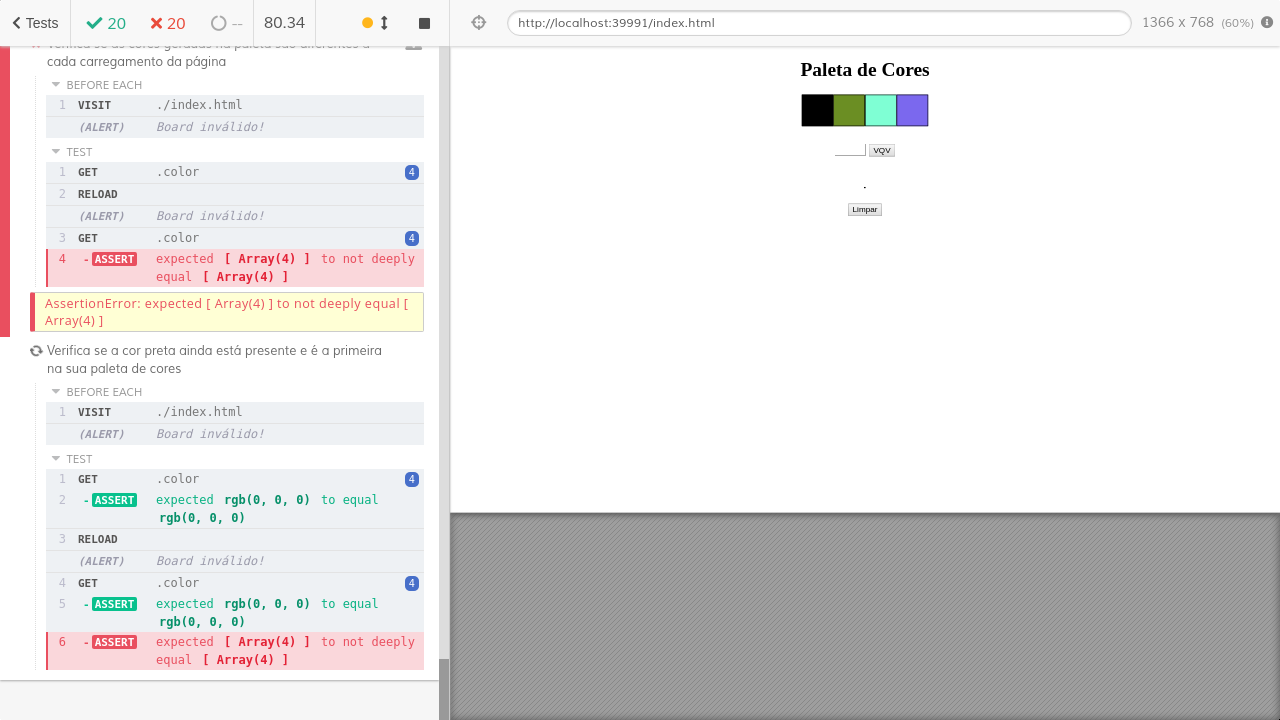 Tests
20
20
--
80.34
http://localhost:39991/index.html
1366 x 768 (60%)
Verifica se as cores geradas na paleta são diferentes a
cada carregamento da página
BEFORE EACH
1 VISIT ./index.html
(ALERT) Board inválido!
TEST
1 GET .color 4
2 RELOAD
(ALERT) Board inválido!
3 GET .color 4
4 -ASSERT expected [ Array(4) ] to not deeply
equal [ Array(4) ]
AssertionError: expected [ Array(4) ] to not deeply equal [
Array(4) ]
Verifica se a cor preta ainda está presente e é a primeira
na sua paleta de cores
BEFORE EACH
1 VISIT ./index.html
(ALERT) Board inválido!
TEST
1 GET .color 4
2 -ASSERT expected rgb(0, 0, 0) to equal
rgb(0, 0, 0)
3 RELOAD
(ALERT) Board inválido!
4 GET .color 4
5 -ASSERT expected rgb(0, 0, 0) to equal
rgb(0, 0, 0)
6 -ASSERT expected [ Array(4) ] to not deeply
equal [ Array(4) ]
Paleta de Cores
VQV
Limpar